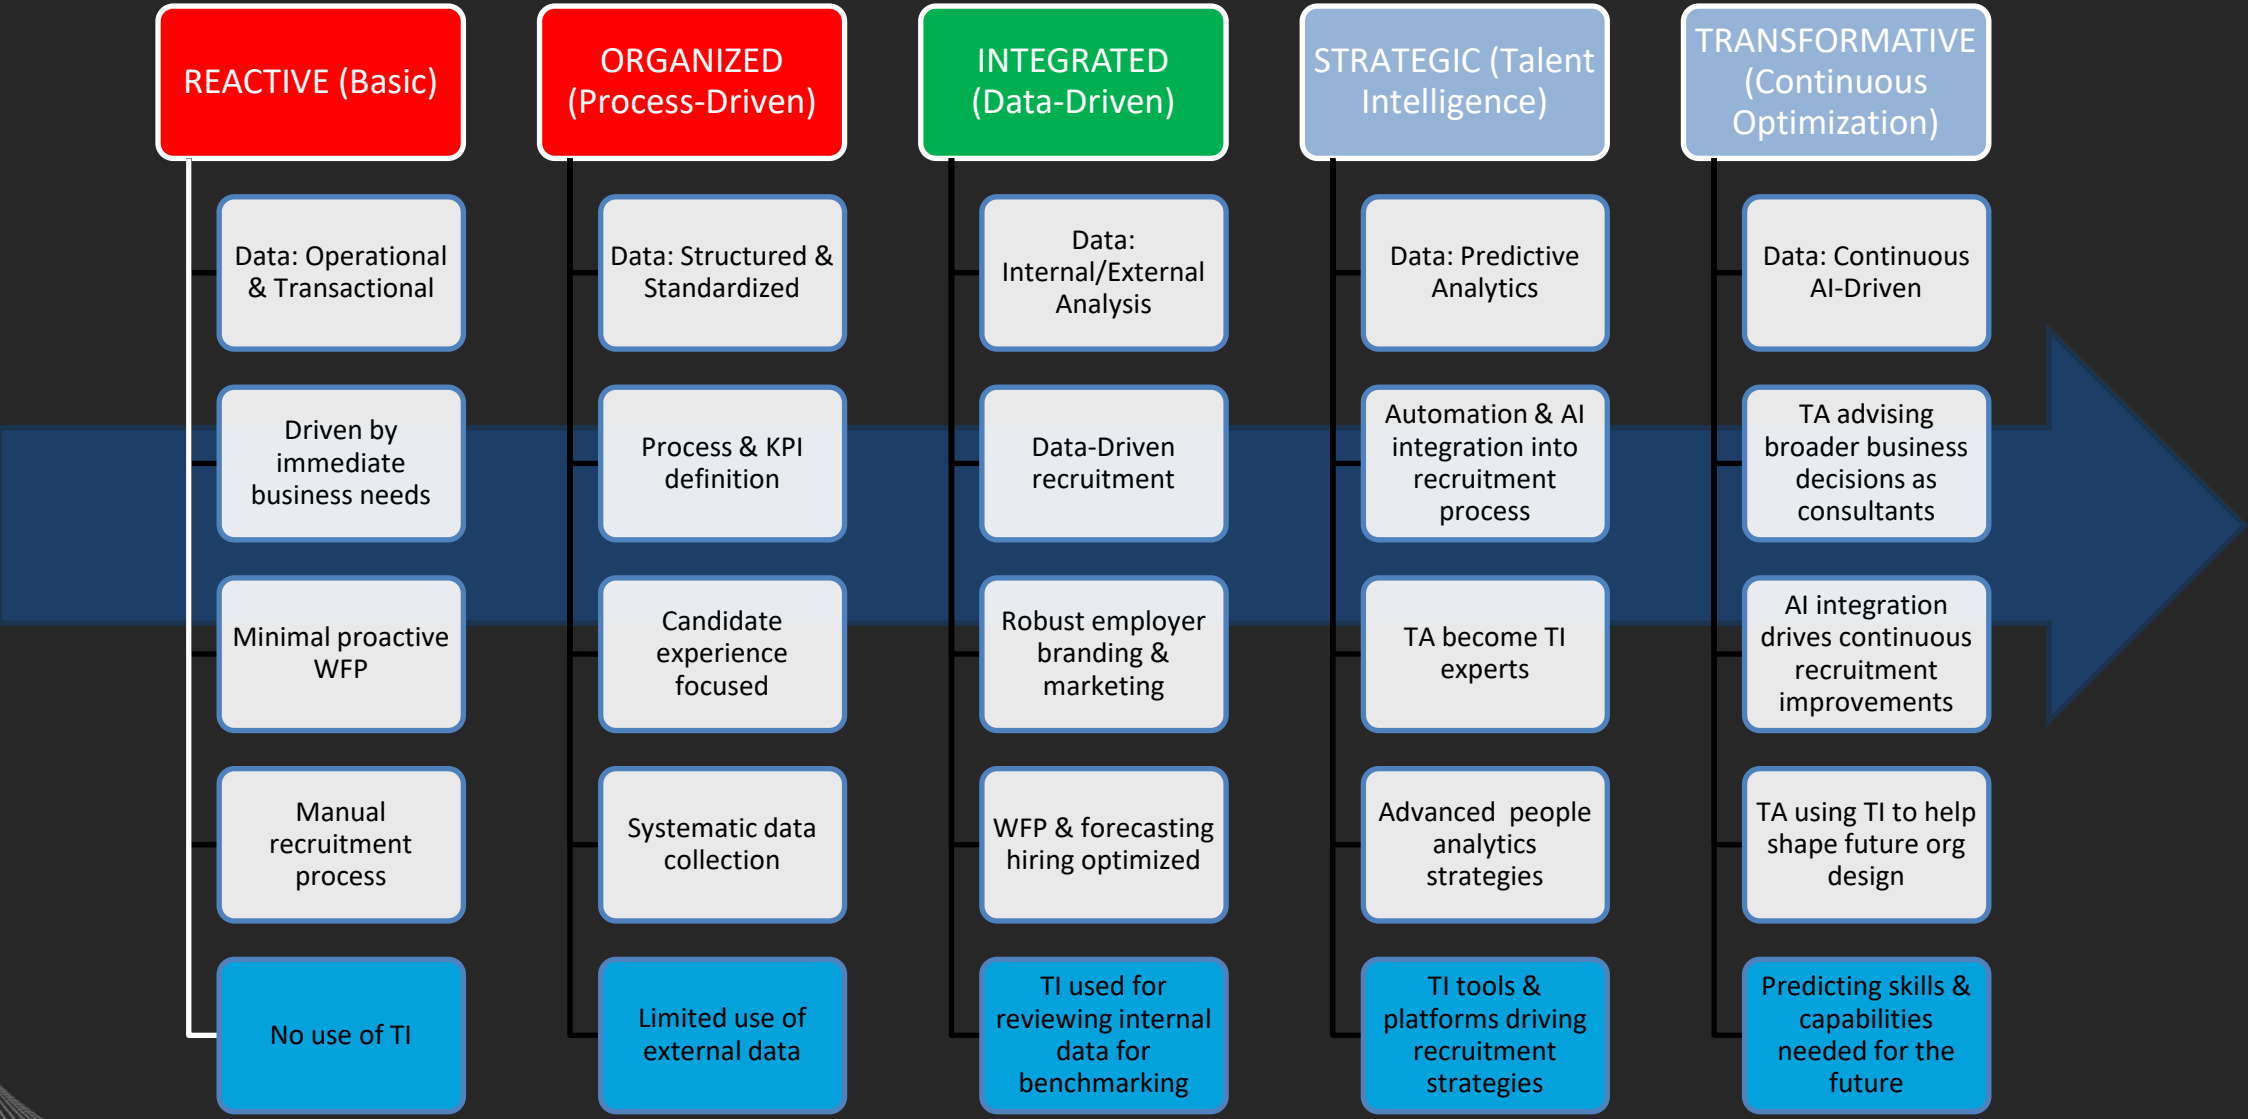 REACTIVE (Basic)
Data: Operational
& Transactional
Driven by
immediate
business needs
Minimal proactive
WFP
Manual
recruitment
process
No use of TI
ORGANIZED
(Process-Driven)
Data: Structured &
Standardized
Process & KPI
definition
Candidate
experience
focused
Systematic data
collection
Limited use of
external data
INTEGRATED
(Data-Driven)
Data:
Internal/External
Analysis
Data-Driven
recruitment
Robust employer
branding &
marketing
WFP & forecasting
hiring optimized
TI used for
reviewing internal
data for
benchmarking
STRATEGIC (Talent
Intelligence)
Data: Predictive
Analytics
Automation & AI
integration into
recruitment
process
TA become TI
experts
Advanced  people
analytics
strategies
TI tools &
platforms driving
recruitment
strategies
TRANSFORMATIVE
(Continuous
Optimization)
Data: Continuous
AI-Driven
TA advising
broader business
decisions as
consultants
AI integration
drives continuous
recruitment
improvements
TA using TI to help
shape future org
design
Predicting skills &
capabilities
needed for the
future